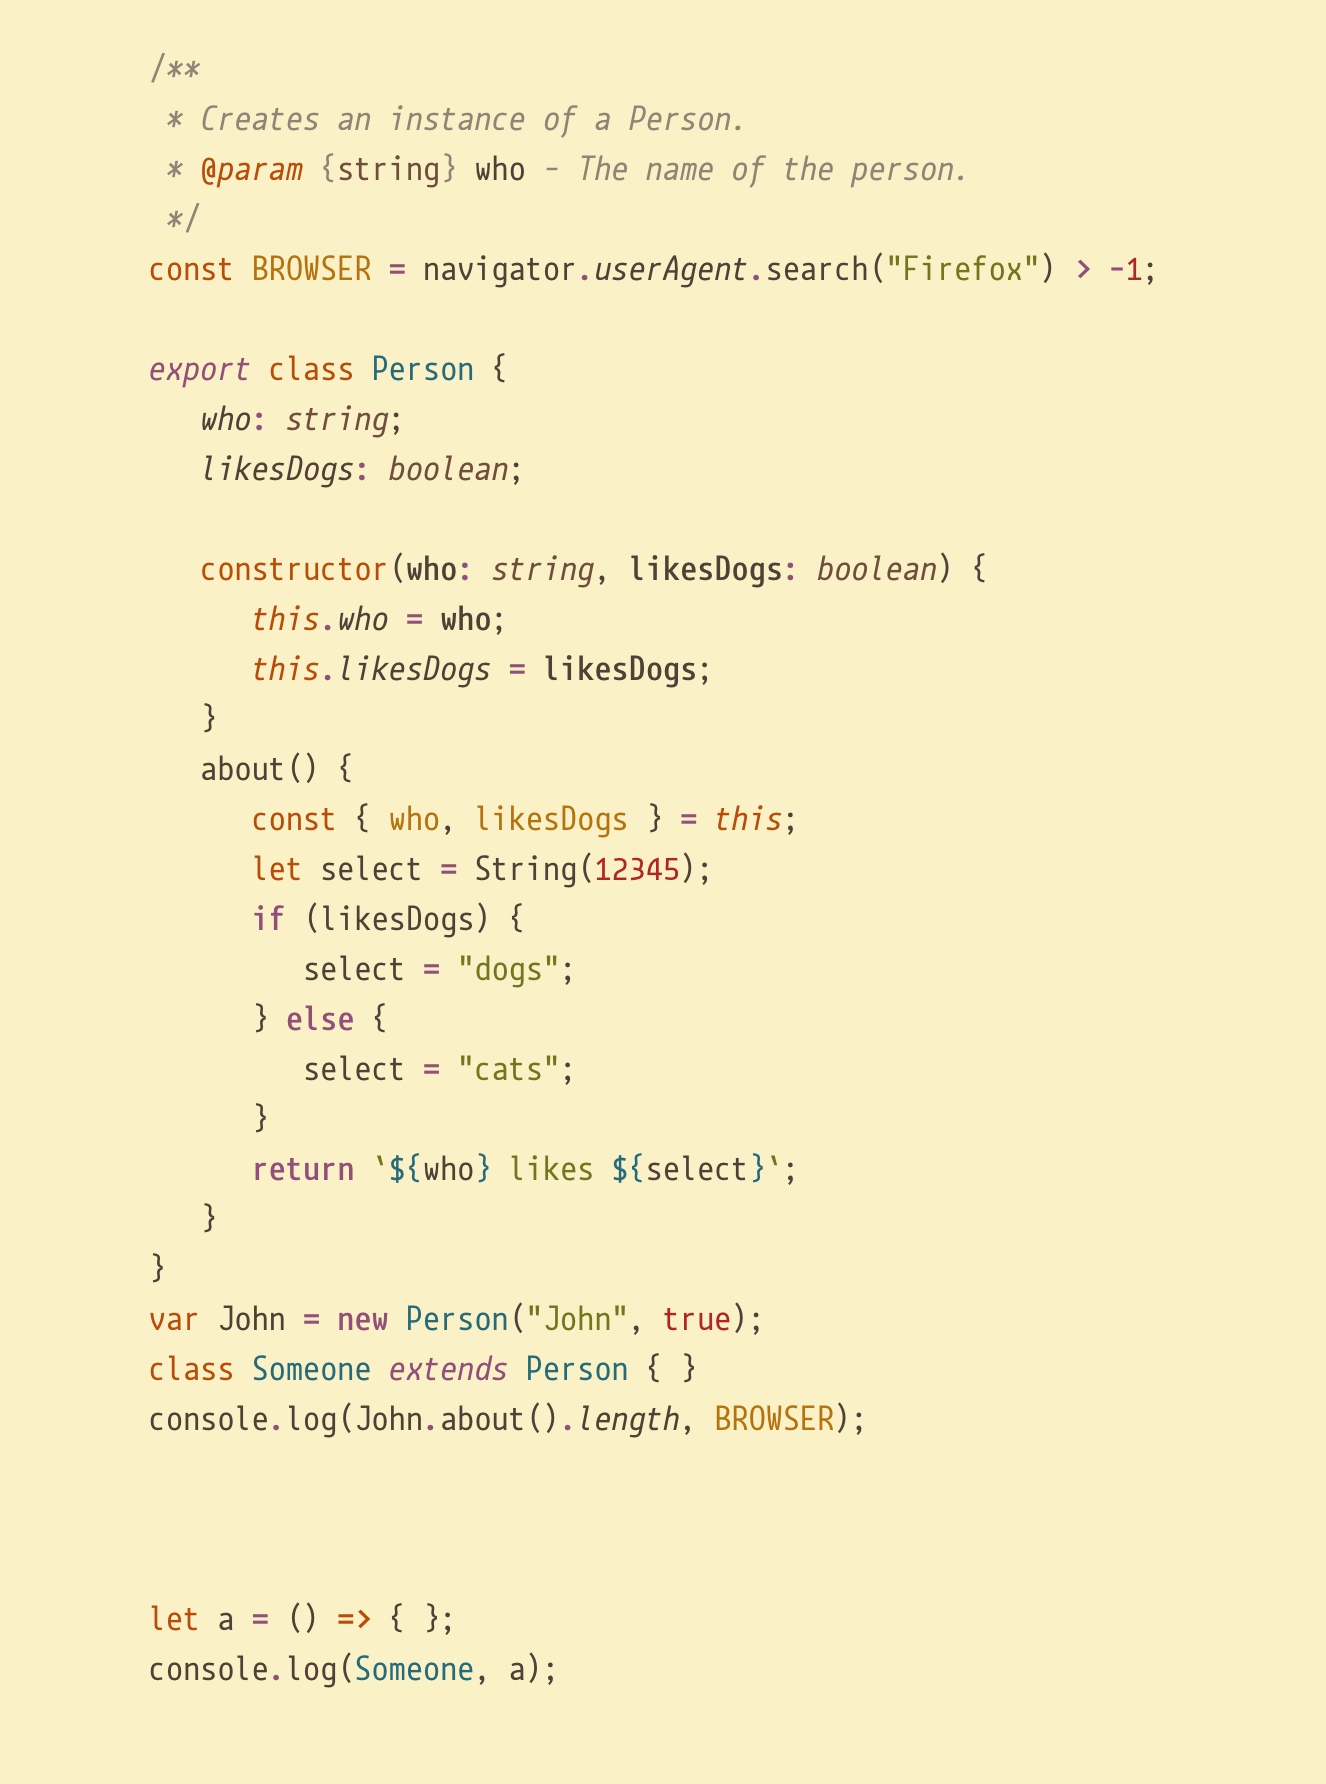 /**
 * Creates an instance of a Person.
 * @param {string} who - The name of the person.
 */
const BROWSER = navigator.userAgent.search("Firefox") > -1;

export class Person {
   who: string;
   likesDogs: boolean;

   constructor(who: string, likesDogs: boolean) {
      this.who = who;
      this.likesDogs = likesDogs;
   }
   about() {
      const { who, likesDogs } = this;
      let select = String(12345);
      if (likesDogs) {
         select = "dogs";
      } else {
         select = "cats";
      }
      return `${who} likes ${select}`;
   }
}
var John = new Person("John", true);
class Someone extends Person { }
console.log(John.about().length, BROWSER);

let a = () => { };
console.log(Someone, a);